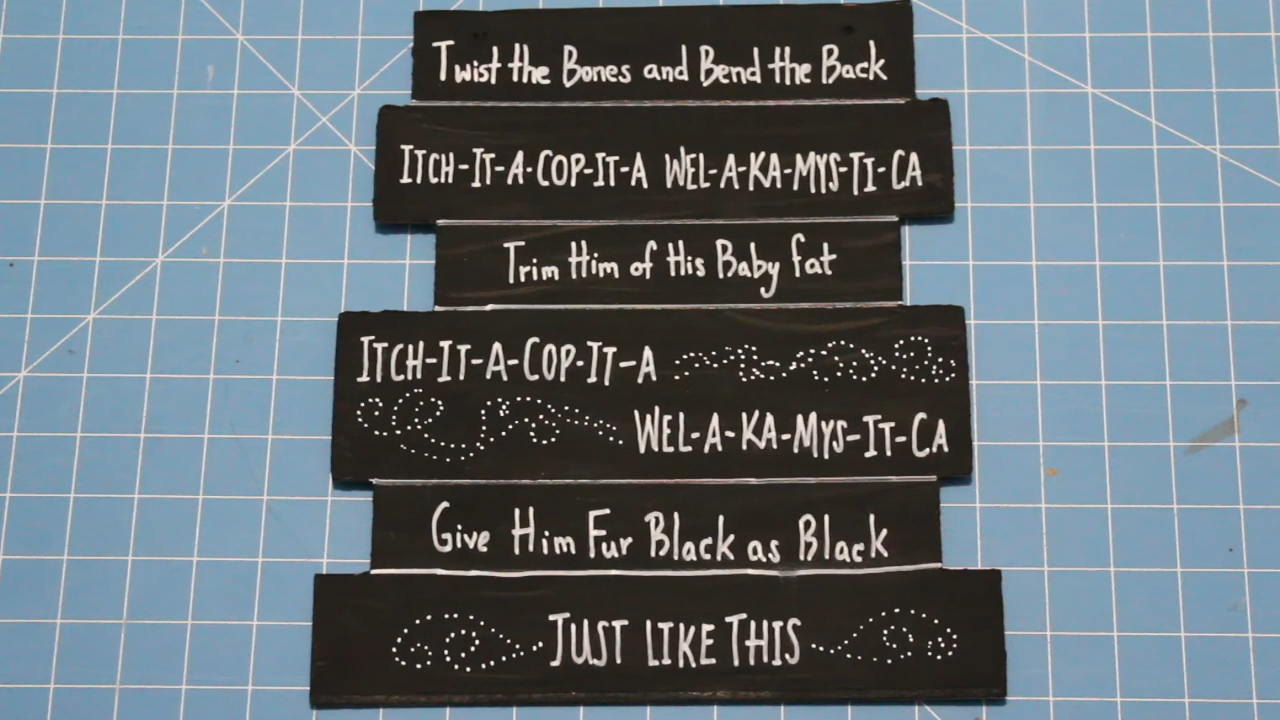 Twist the Bones and Bend the Back
ITCH-IT-A-COP-IT-A WEL-A-KA-MYS-TI-CA
Trim Him of His Baby fat
ITCH-IT-A-COP-IT-A
WEL-A-KA-MYS-IT-CA
Give Him Fur Black as Black
JUST LIKE THIS